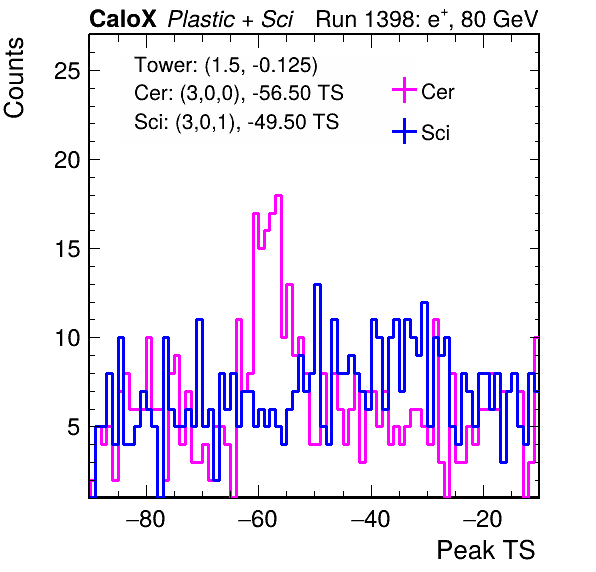 CaloX Plastic + Sci Run 1398: e+, 80 GeV
Counts
Tower: (1.5, -0.125)
Cer: (3,0,0), -56.50 TS
Sci: (3,0,1), -49.50 TS
Cer
Sci
25
20
15
10
5
−80 −60 −40 −20
Peak TS